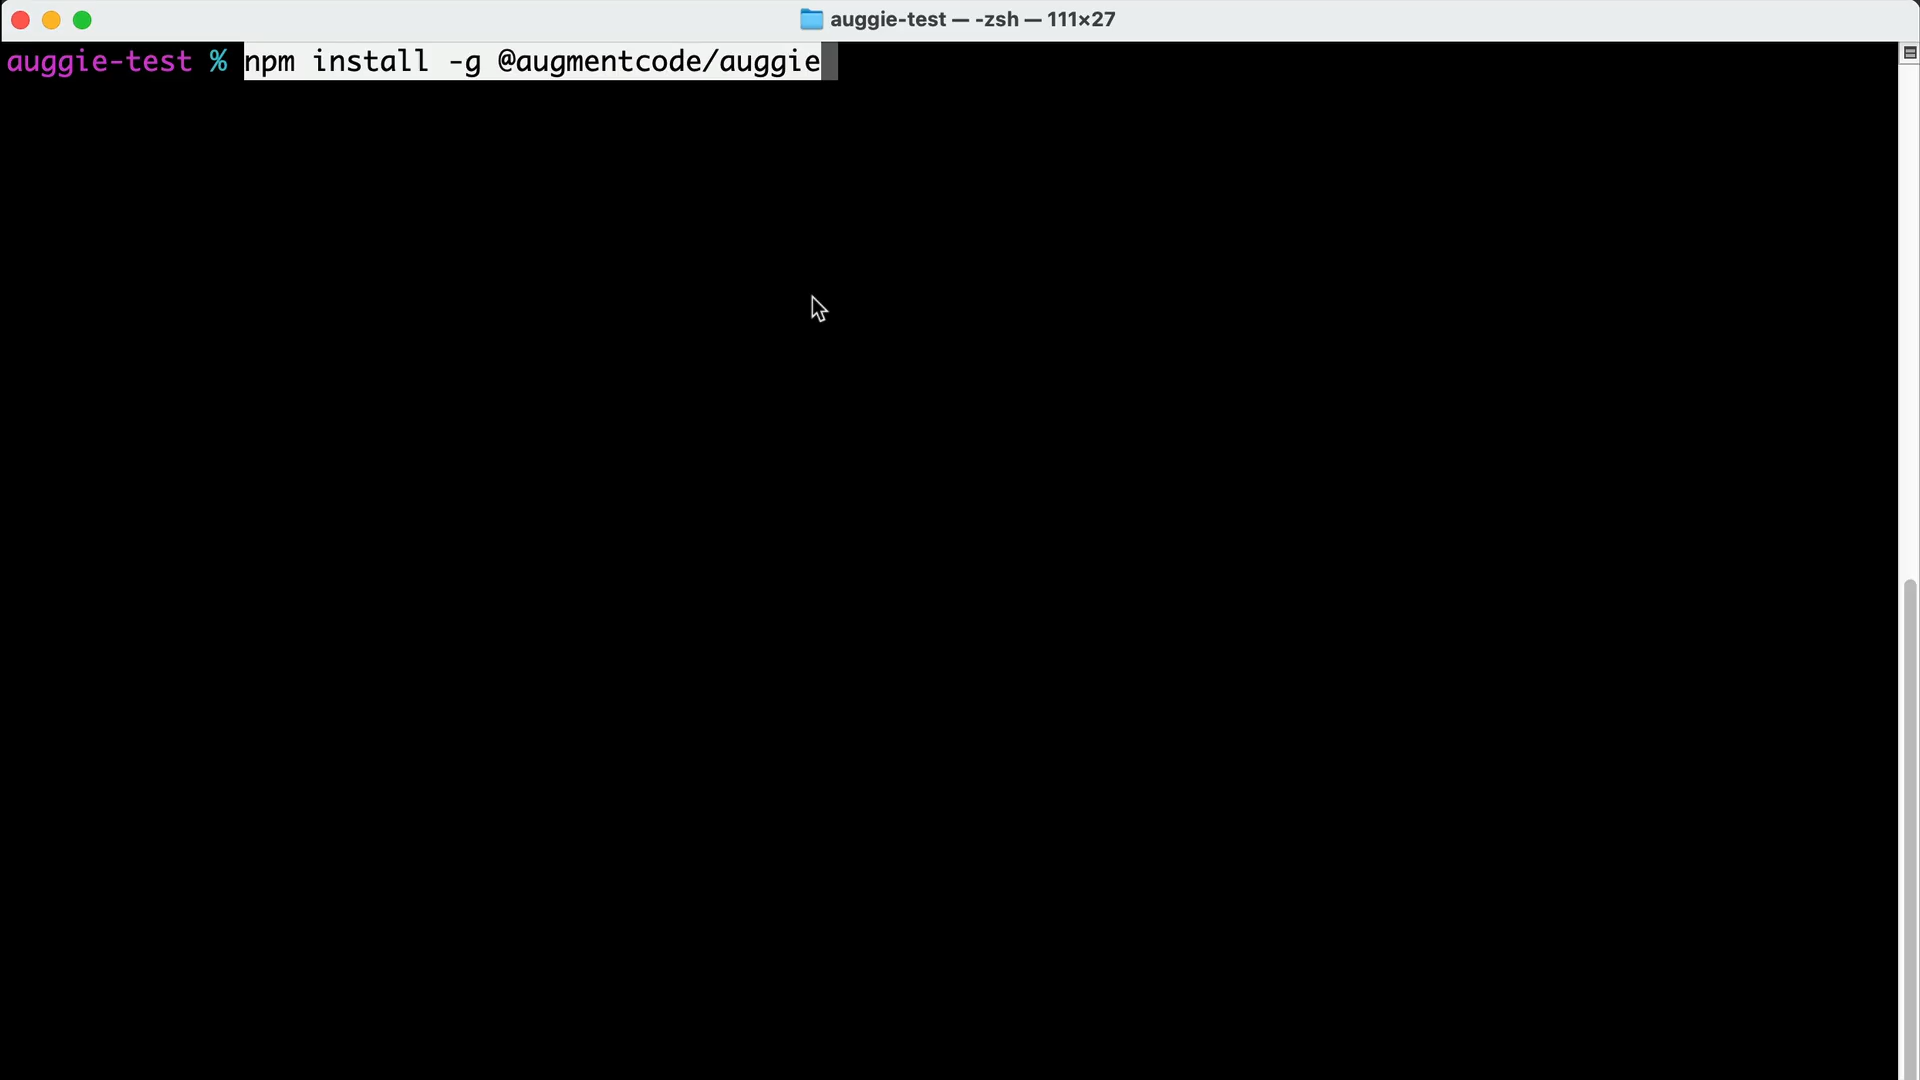 auggie-test — -zsh — 111×27
auggie-test % npm install -g @augmentcode/auggie